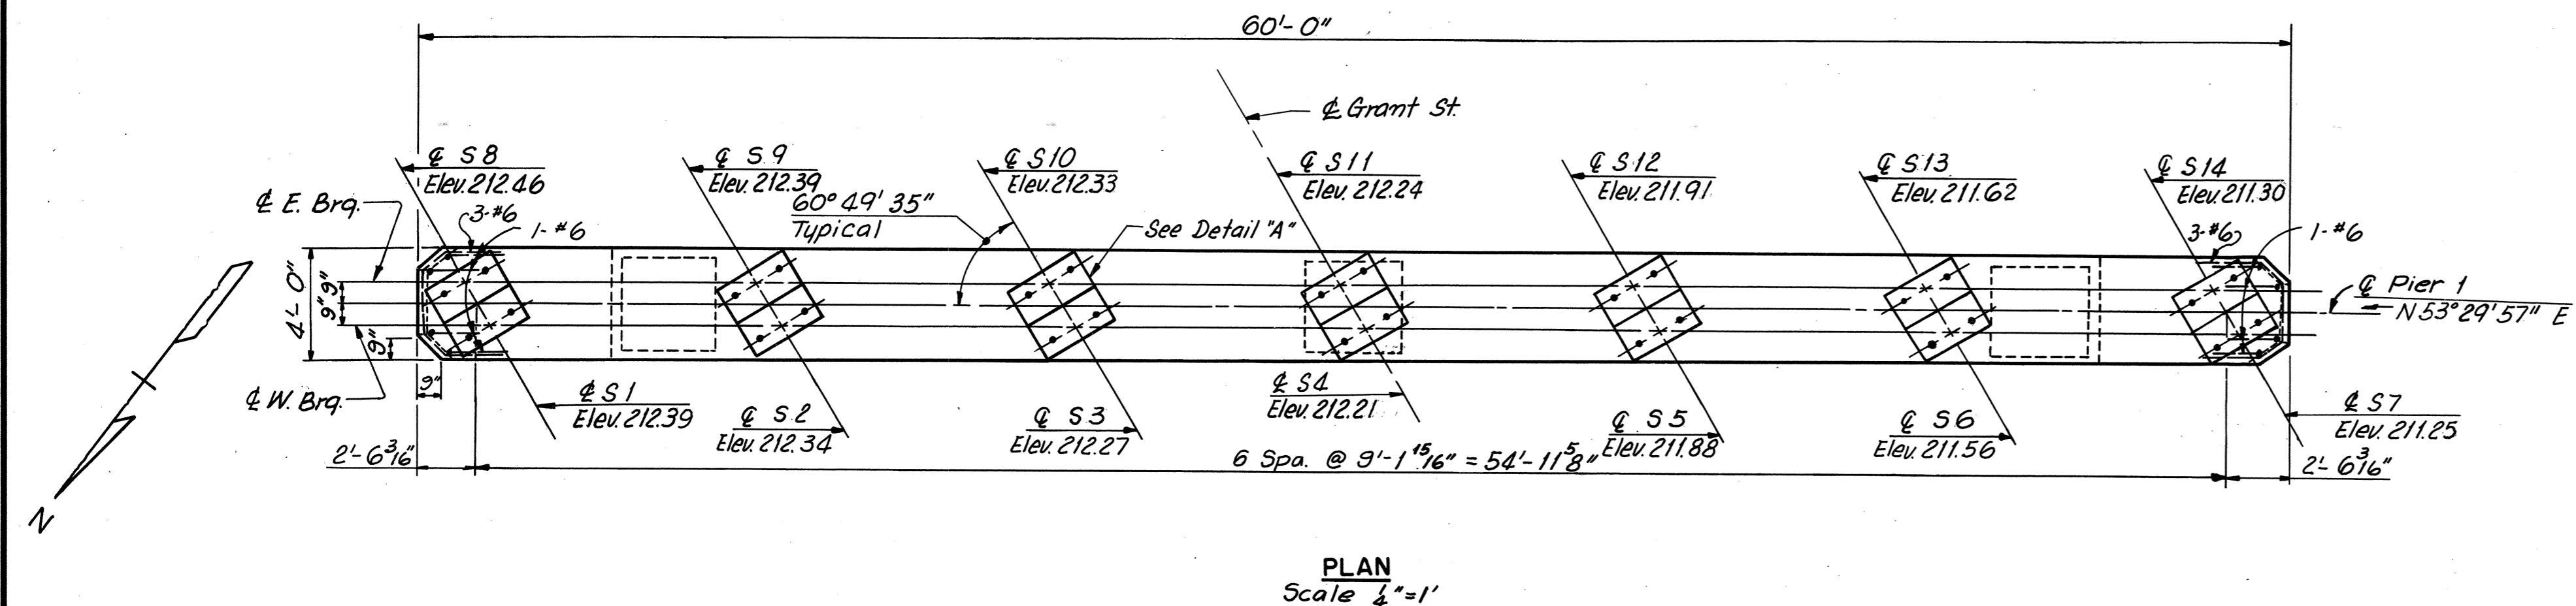 60'-0"
℄ Grant St.
℄ S8
Elev. 212.46
℄ S9
Elev. 212.39
℄ S10
Elev. 212.33
℄ S11
Elev. 212.24
℄ S12
Elev. 211.91
℄ S13
Elev. 211.62
℄ S14
Elev. 211.30
℄ E. Brg.
3-#6
1-#6
60° 49' 35"
Typical
See Detail "A"
3-#6
1-#6
4'-0"
9"
9"
9"
9"
℄ Pier 1
N 53° 29' 57" E
℄ W. Brg.
℄ S1
Elev. 212.39
℄ S2
Elev. 212.34
℄ S3
Elev. 212.27
℄ S4
Elev. 212.21
℄ S5
Elev. 211.88
℄ S6
Elev. 211.56
℄ S7
Elev. 211.25
2'-6 3/16"
6 Spa. @ 9'-1 15/16" = 54'-11 5/8"
2'-6 3/16"
N
PLAN
Scale 1/4"=1'